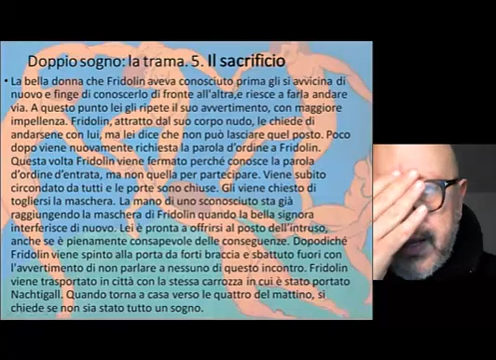 Doppio sogno: la trama. 5. Il sacrificio
• La bella donna che Fridolin aveva conosciuto prima gli si avvicina di
nuovo e finge di conoscerlo di fronte all'altra,e riesce a farla andare
via. A questo punto lei gli ripete il suo avvertimento, con maggiore
impellenza. Fridolin, attratto dal suo corpo nudo, le chiede di
andarsene con lui, ma lei dice che non può lasciare quel posto. Poco
dopo viene nuovamente richiesta la parola d'ordine a Fridolin.
Questa volta Fridolin viene fermato perché conosce la parola
d'ordine d'entrata, ma non quella per partecipare. Viene subito
circondato da tutti e le porte sono chiuse. Gli viene chiesto di
togliersi la maschera. La mano di uno sconosciuto sta già
raggiungendo la maschera di Fridolin quando la bella signora
interferisce di nuovo. Lei è pronta a offrirsi al posto dell'intruso,
anche se è pienamente consapevole delle conseguenze. Dopodiché
Fridolin viene spinto alla porta da forti braccia e sbattuto fuori con
l'avvertimento di non parlare a nessuno di questo incontro. Fridolin
viene trasportato in città con la stessa carrozza in cui è stato portato
Nachtigall. Quando torna a casa verso le quattro del mattino, si
chiede se non sia stato tutto un sogno.